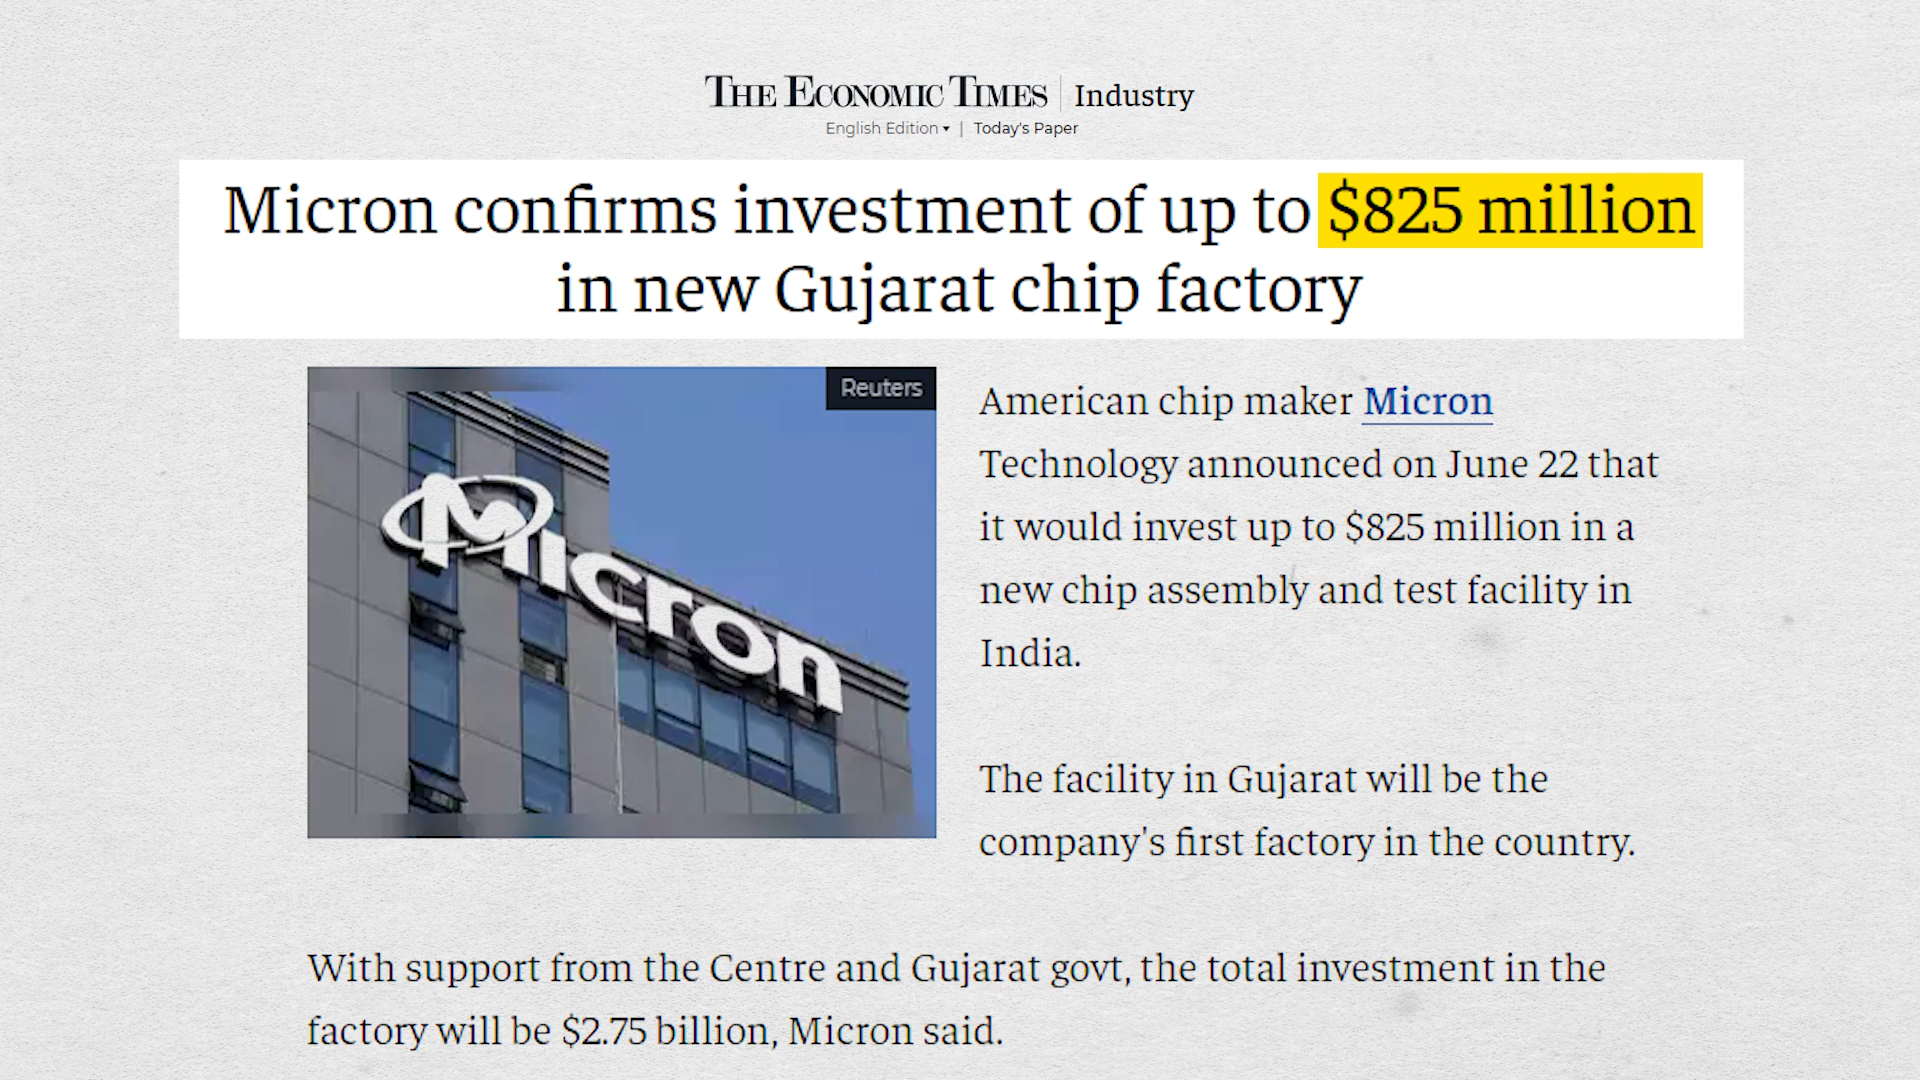 THE ECONOMIC TIMES | Industry
English Edition ▾ | Today's Paper
Micron confirms investment of up to $825 million
in new Gujarat chip factory
Reuters
Micron
American chip maker Micron
Technology announced on June 22 that
it would invest up to $825 million in a
new chip assembly and test facility in
India.
The facility in Gujarat will be the
company's first factory in the country.
With support from the Centre and Gujarat govt, the total investment in the
factory will be $2.75 billion, Micron said.